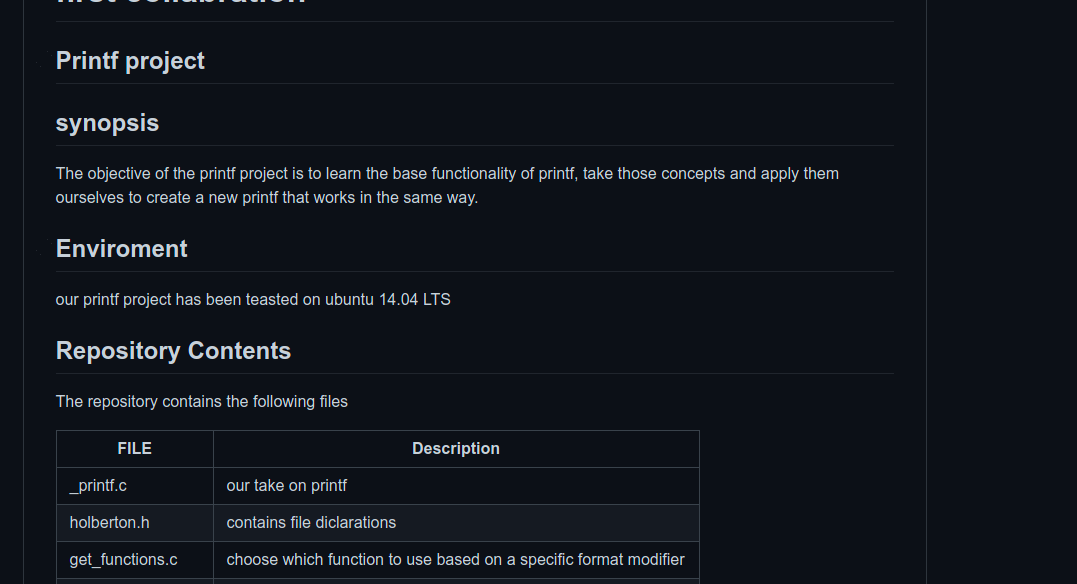 first collabration
Printf project
synopsis
The objective of the printf project is to learn the base functionality of printf, take those concepts and apply them
ourselves to create a new printf that works in the same way.
Enviroment
our printf project has been teasted on ubuntu 14.04 LTS
Repository Contents
The repository contains the following files
FILE Description
_printf.c our take on printf
holberton.h contains file diclarations
get_functions.c choose which function to use based on a specific format modifier